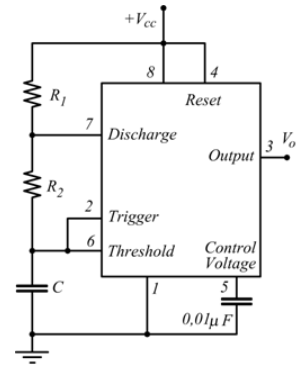 +Vcc
8
4
R1
Reset
7
Discharge
Output
3
Vo
R2
2
Trigger
6
Threshold
Control
Voltage
C
1
5
0,01μF